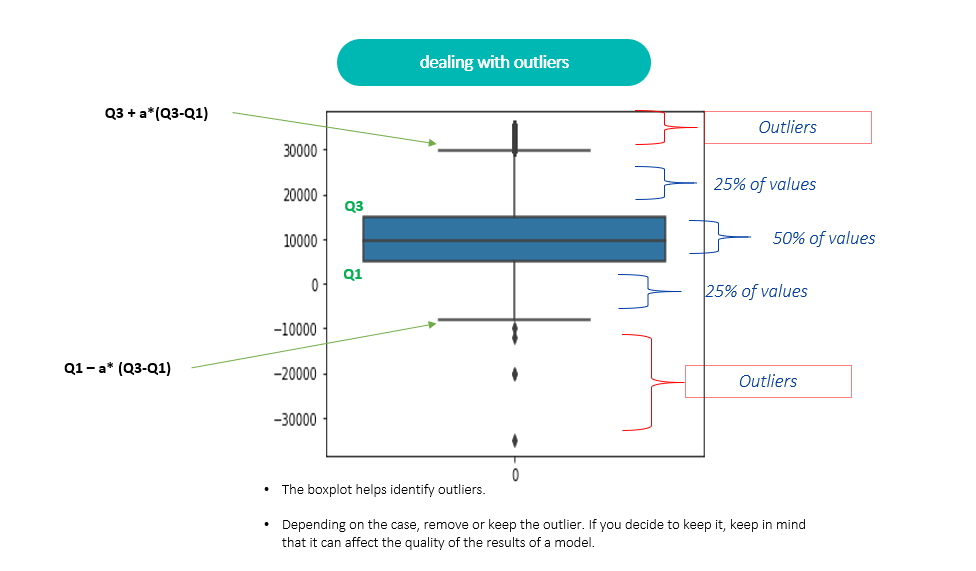 dealing with outliers
Q3 + a*(Q3-Q1)
Outliers
30000
25% of values
20000
Q3
10000
50% of values
Q1
0
25% of values
−10000
Q1 – a* (Q3-Q1)
−20000
Outliers
−30000
0
• The boxplot helps identify outliers.
• Depending on the case, remove or keep the outlier. If you decide to keep it, keep in mind
that it can affect the quality of the results of a model.